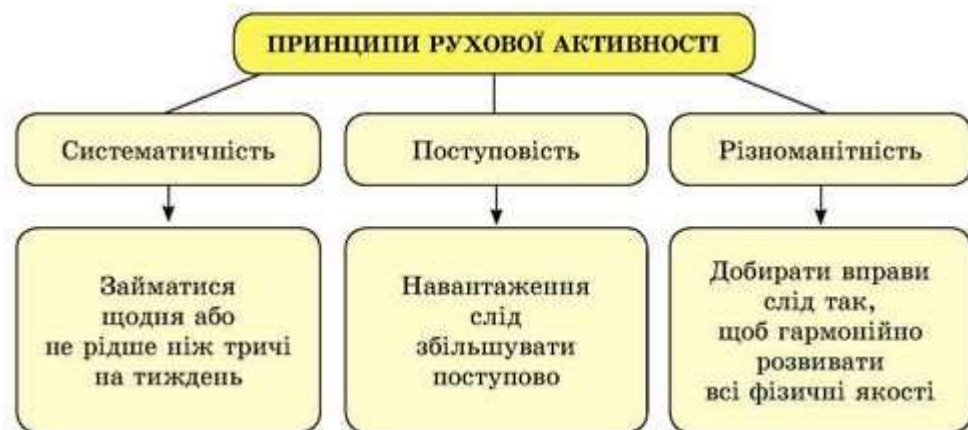 ПРИНЦИПИ РУХОВОЇ АКТИВНОСТІ
Систематичність
Поступовість
Різноманітність
Займатися
щодня або
не рідше ніж тричі
на тиждень
Навантаження
слід
збільшувати
поступово
Добирати вправи
слід так,
щоб гармонійно
розвивати
всі фізичні якості